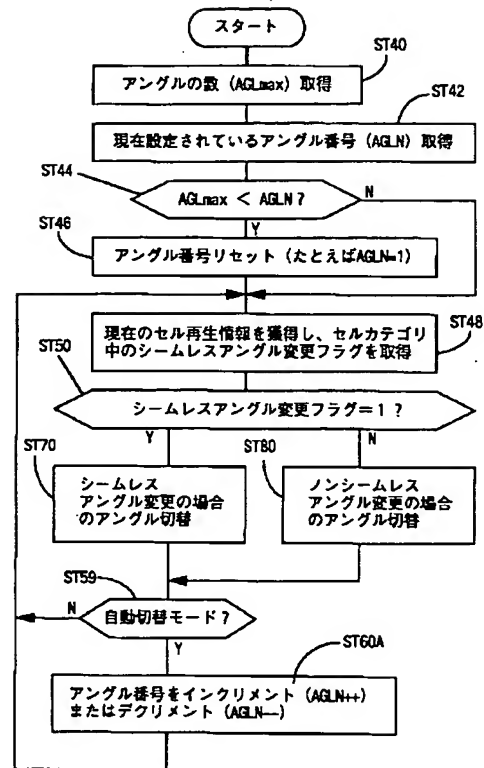 スタート
ST40
アングルの数 (AGLmax) 取得
ST42
現在設定されているアングル番号 (AGLN) 取得
ST44
AGLmax < AGLN ?
N
Y
ST46
アングル番号リセット (たとえばAGLN=1)
現在のセル再生情報を獲得し、セルカテゴリ
中のシームレスアングル変更フラグを取得
ST48
ST50
シームレスアングル変更フラグ=1 ?
Y
N
ST70
シームレス
アングル変更の場合
のアングル切替
ST80
ノンシームレス
アングル変更の場合
のアングル切替
ST59
N
自動切替モード ?
Y
ST60A
アングル番号をインクリメント (AGLN++)
またはデクリメント (AGLN--)